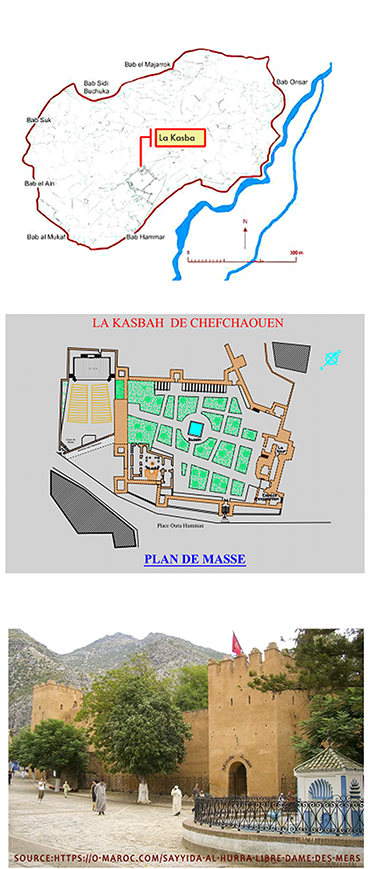 Bab el Majarrok
Bab Sidi
Buchuka
Bab Onsar
Bab Suk
La Kasba
Bab el Ain
Bab al Mukaf
Bab Hammar
N
0
300 m
LA KASBAH DE CHEFCHAOUEN
Bassin
Place Outa Hamman
PLAN DE MASSE
SOURCE:HTTPS://O-MAROC.COM/SAYYIDA-AL-HURRA-LIBRE-DAME-DES-MERS